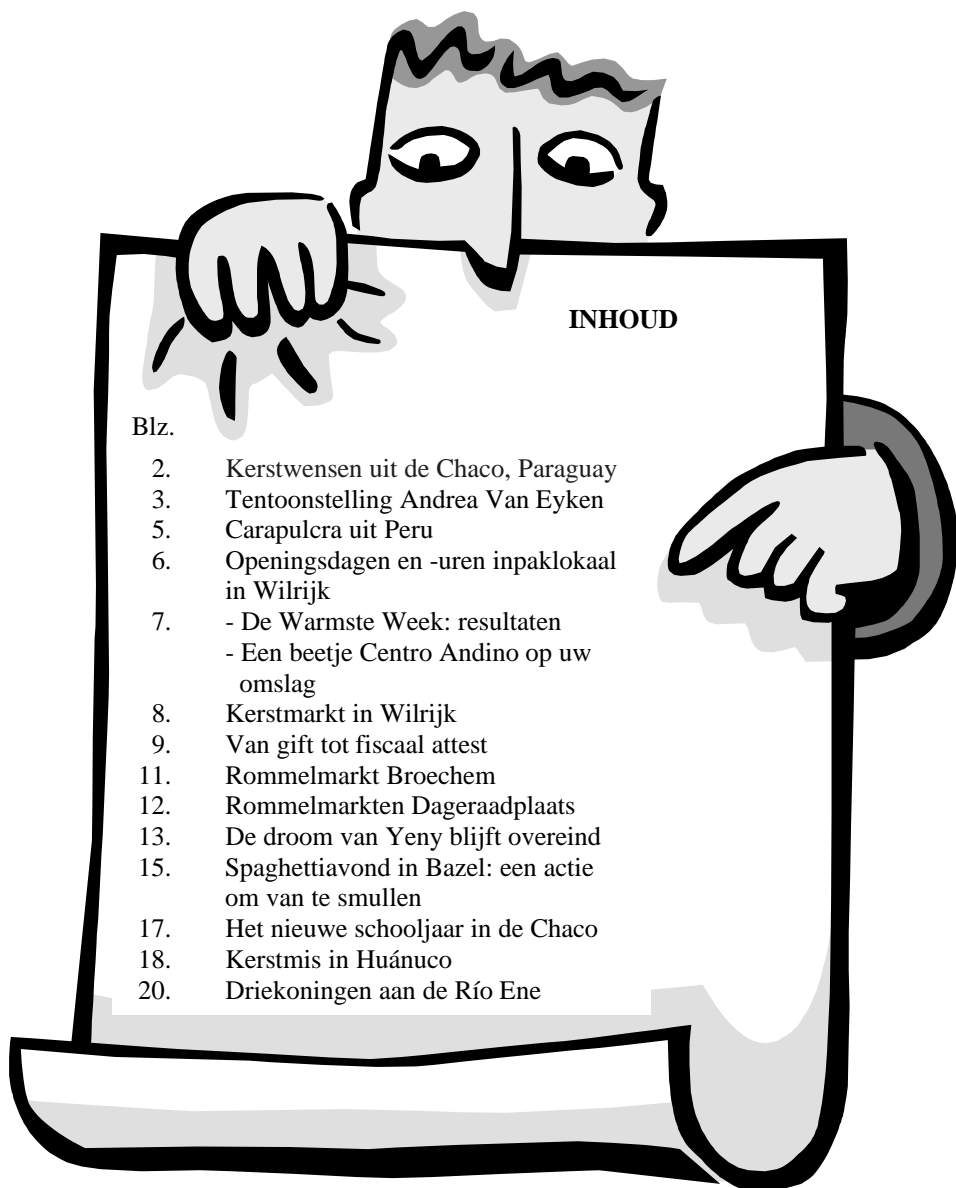 INHOUD
Blz.
2. Kerstwensen uit de Chaco, Paraguay
3. Tentoonstelling Andrea Van Eyken
5. Carapulcra uit Peru
6. Openingsdagen en -uren inpaklokaal
in Wilrijk
7. - De Warmste Week: resultaten
- Een beetje Centro Andino op uw
omslag
8. Kerstmarkt in Wilrijk
9. Van gift tot fiscaal attest
11. Rommelmarkt Broechem
12. Rommelmarkten Dageraadplaats
13. De droom van Yeny blijft overeind
15. Spaghettiavond in Bazel: een actie
om van te smullen
17. Het nieuwe schooljaar in de Chaco
18. Kerstmis in Huánuco
20. Driekoningen aan de Río Ene